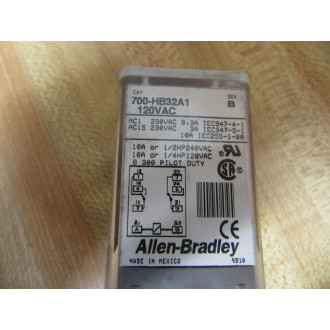 CAT SER
700-HB32A1 B
120VAC
AC1 230VAC 8.3A IEC947-4-1
AC15 230VAC 3A IEC947-5-1
10A IEC255-1-00
10A or 1/2HP240VAC
10A or 1/4HP120VAC
B 300 PILOT DUTY
CE
Allen-Bradley
MADE IN MEXICO 9810